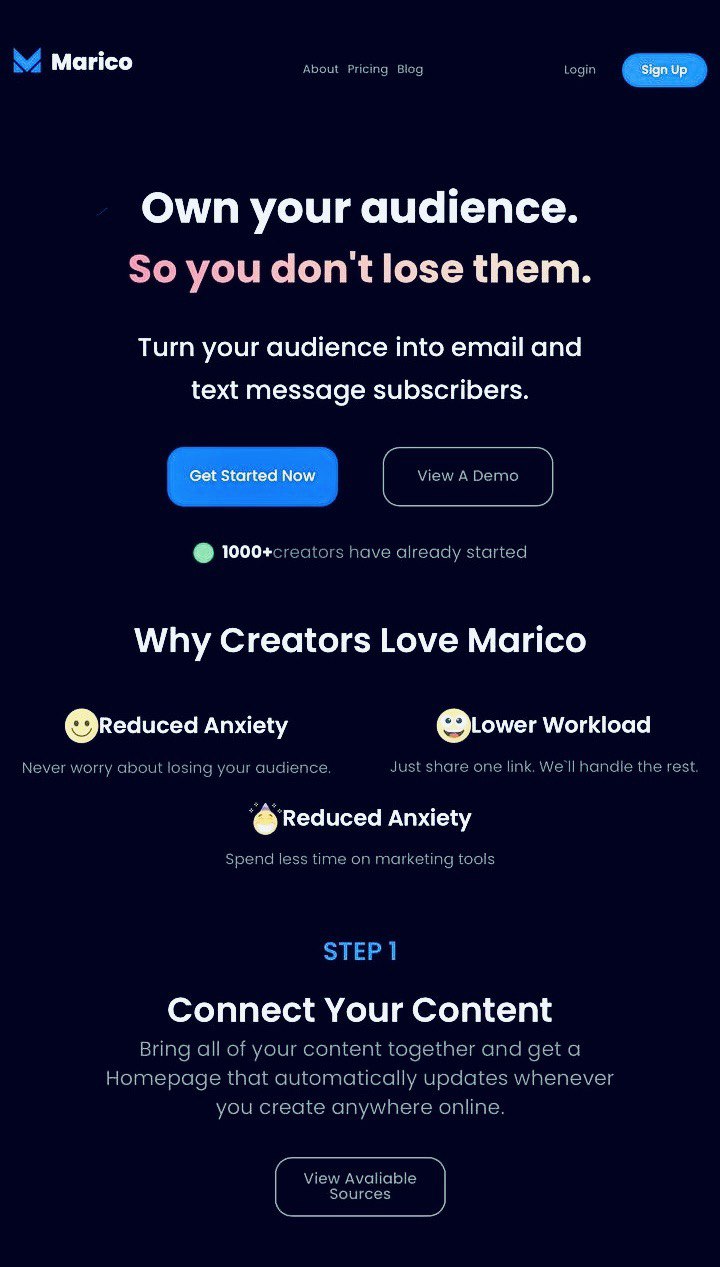 Marico
About Pricing Blog
Login
Sign Up
Own your audience.
So you don't lose them.
Turn your audience into email and
text message subscribers.
Get Started Now
View A Demo
1000+creators have already started
Why Creators Love Marico
Reduced Anxiety
Never worry about losing your audience.
Lower Workload
Just share one link. We`ll handle the rest.
Reduced Anxiety
Spend less time on marketing tools
STEP 1
Connect Your Content
Bring all of your content together and get a
Homepage that automatically updates whenever
you create anywhere online.
View Avaliable
Sources